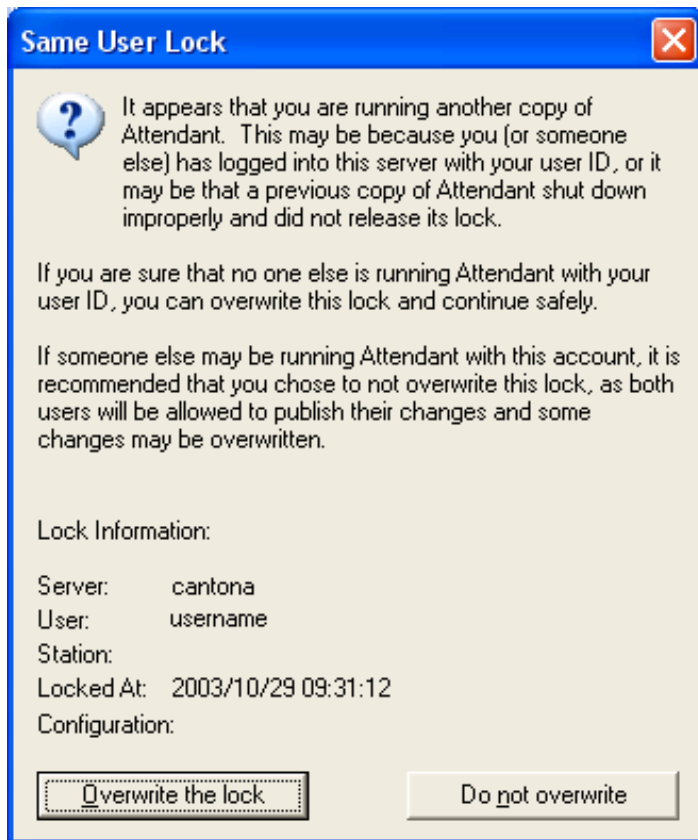 Same User Lock
It appears that you are running another copy of
Attendant. This may be because you (or someone
else) has logged into this server with your user ID, or it
may be that a previous copy of Attendant shut down
improperly and did not release its lock.
If you are sure that no one else is running Attendant with your
user ID, you can overwrite this lock and continue safely.
If someone else may be running Attendant with this account, it is
recommended that you chose to not overwrite this lock, as both
users will be allowed to publish their changes and some
changes may be overwritten.
Lock Information:
Server: cantona
User: username
Station:
Locked At: 2003/10/29 09:31:12
Configuration:
Overwrite the lock Do not overwrite